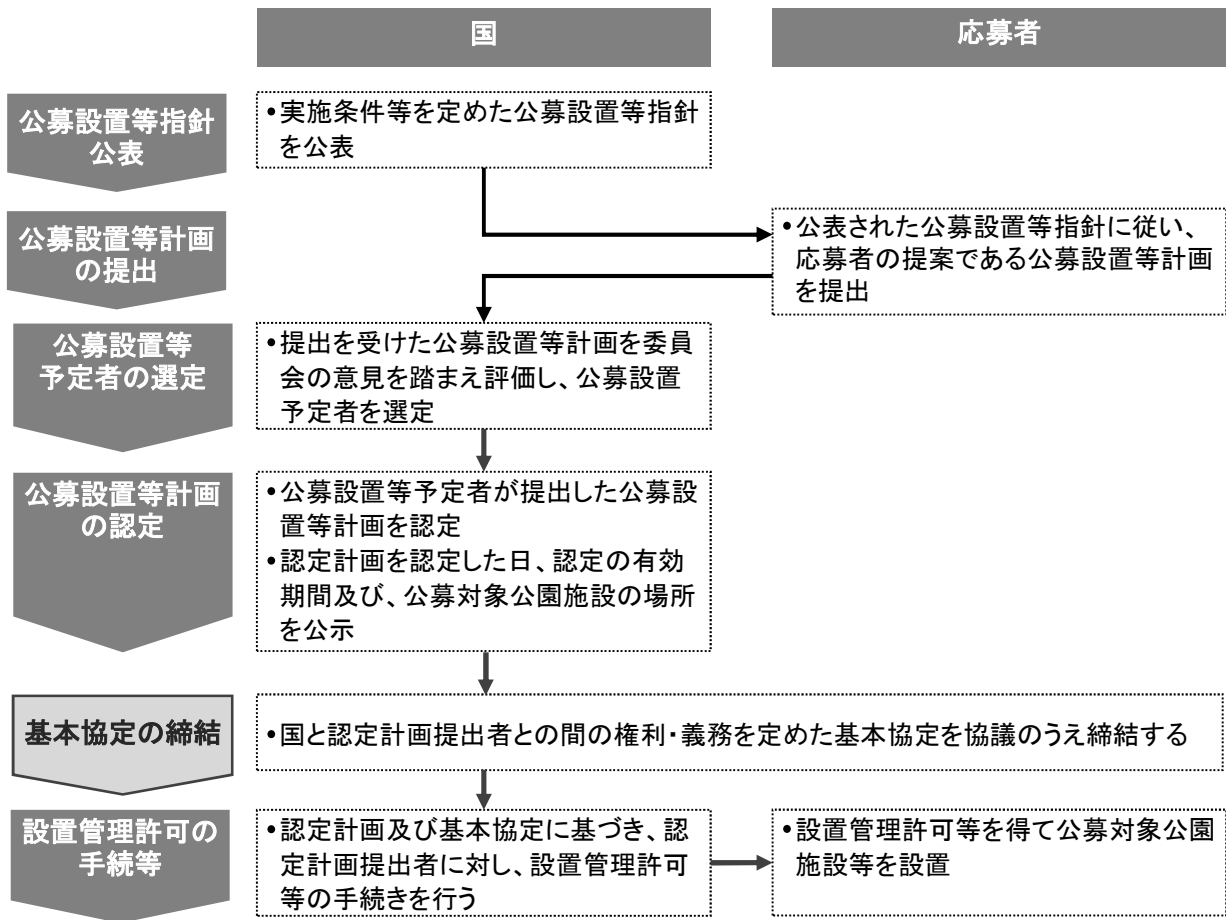 国
応募者
公募設置等指針
公表
•実施条件等を定めた公募設置等指針
を公表
公募設置等計画
の提出
•公表された公募設置等指針に従い、
応募者の提案である公募設置等計画
を提出
公募設置等
予定者の選定
•提出を受けた公募設置等計画を委員
会の意見を踏まえ評価し、公募設置
予定者を選定
公募設置等計画
の認定
•公募設置等予定者が提出した公募設
置等計画を認定
•認定計画を認定した日、認定の有効
期間及び、公募対象公園施設の場所
を公示
基本協定の締結
•国と認定計画提出者との間の権利・義務を定めた基本協定を協議のうえ締結する
設置管理許可の
手続等
•認定計画及び基本協定に基づき、認
定計画提出者に対し、設置管理許可
等の手続きを行う
•設置管理許可等を得て公募対象公園
施設等を設置